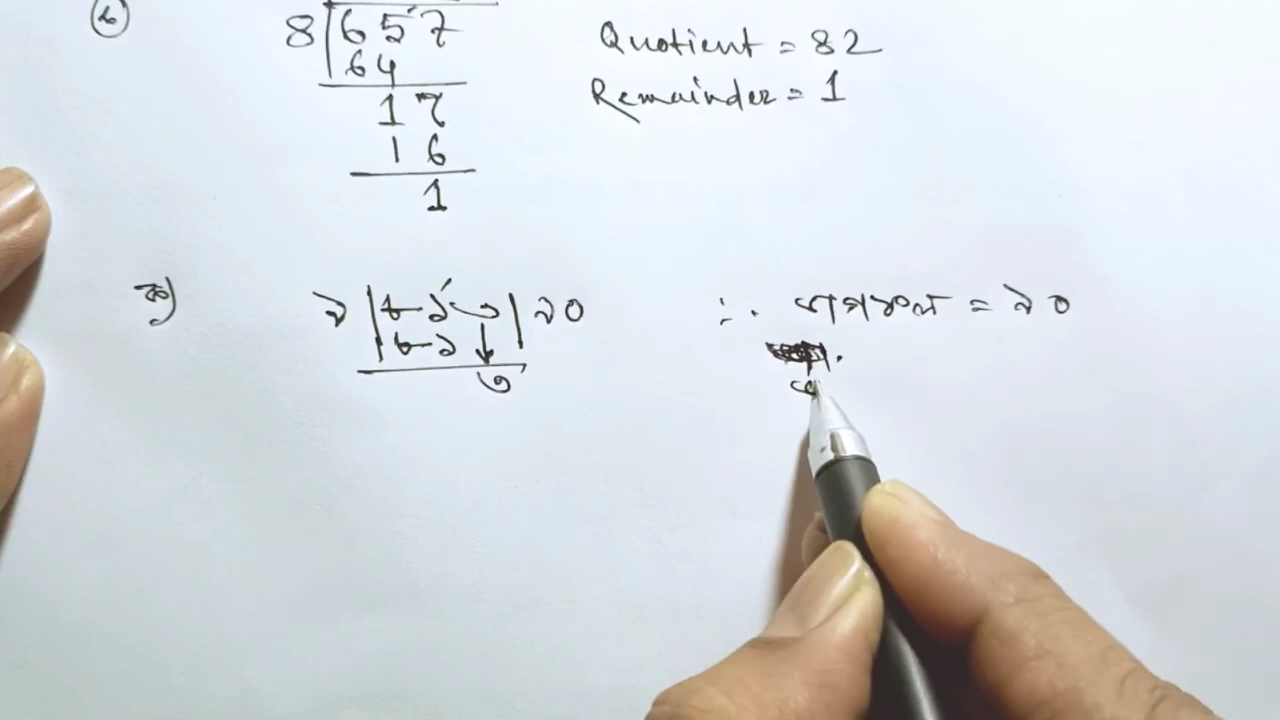 b
8 657
Quotient = 82
64
Remainder = 1
17
16
1
ক) ৯ | ৮১৩ | ৯০
∴ ভাগফল = ৯০
৮১
৩